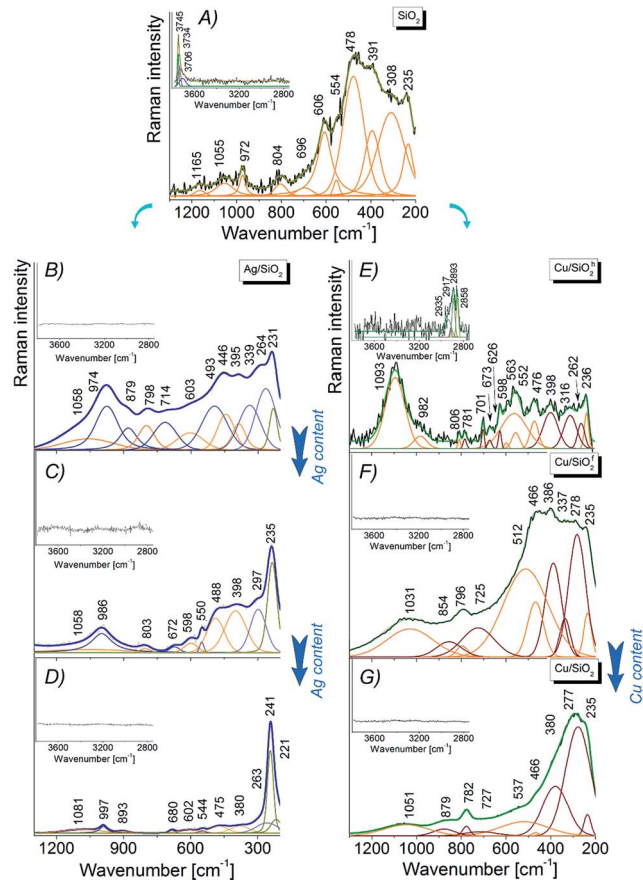 A)
SiO2
3745
3734
3706
3600 3200 2800
Wavenumber [cm-1]
Raman intensity
1165
1055
972
804
696
606
554
478
391
308
235
1200 1000 800 600 400 200
Wavenumber [cm-1]
B)
Ag/SiO2
3600 3200 2800
Wavenumber [cm-1]
Raman intensity
1058
974
879
798
714
603
493
446
395
339
264
231
Ag content
C)
3600 3200 2800
Wavenumber [cm-1]
1058
986
803
672
598
550
488
398
297
235
Ag content
D)
3600 3200 2800
Wavenumber [cm-1]
1081
997
893
680
602
544
475
380
263
241
221
1200 900 600 300
Wavenumber [cm-1]
E)
Cu/SiO2h
2935
2917
2893
2858
3600 3200 2800
Wavenumber [cm-1]
Raman intensity
1093
982
806
781
701
673
626
598
563
552
476
398
316
262
236
F)
Cu/SiO2f
3600 3200 2800
Wavenumber [cm-1]
1031
854
796
725
512
466
386
337
278
235
Cu content
G)
Cu/SiO2
3600 3200 2800
Wavenumber [cm-1]
1051
879
782
727
537
466
380
277
235
1200 1000 800 600 400 200
Wavenumber [cm-1]